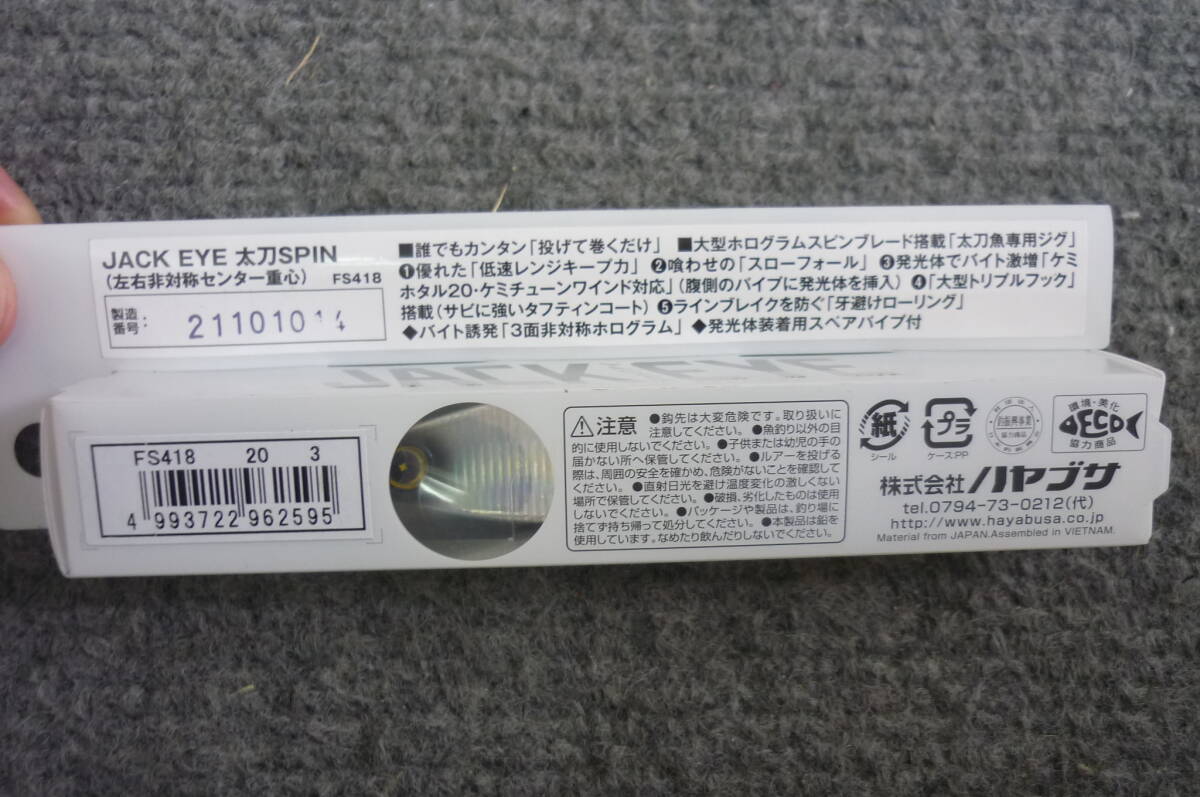 JACK EYE 太刀SPIN
(左右非対称センター重心) FS418
製造番号: 21101014
■誰でもカンタン「投げて巻くだけ」 ■大型ホログラムスピンブレード搭載「太刀魚専用ジグ」
❶優れた「低速レンジキープ力」 ❷喰わせの「スローフォール」 ❸発光体でバイト激増「ケミ
ホタル20・ケミチューンワインド対応」(腹側のパイプに発光体を挿入) ❹「大型トリプルフック」
搭載(サビに強いタフティンコート) ❺ラインブレイクを防ぐ「牙避けローリング」
◆バイト誘発「3面非対称ホログラム」 ◆発光体装着用スペアパイプ付
JACK EYE
FS418 20 3
4 993722 962595
注意 ●鈎先は大変危険です。取り扱いに
注意してください。 ●魚釣り以外の目
的に使用しないでください。 ●子供または幼児の手の
届かない所へ保管してください。 ●ルアーを投げる
際は、周囲の安全を確かめ、危険がないことを確認して
ください。 ●直射日光を避け温度変化の激しくない
場所で保管してください。 ●破損、劣化したものは使用
しないでください。 ●パッケージや製品は、釣り場に
捨てず持ち帰って処分してください。 ●本製品は鉛を
使用しています。なめたり飲んだりしないでください。
紙
シール
プラ
ケース:PP
協力商品
環境・美化
ECO
協力商品
株式会社 ハヤブサ
tel.0794-73-0212(代)
http://www.hayabusa.co.jp
Material from JAPAN.Assembled in VIETNAM.